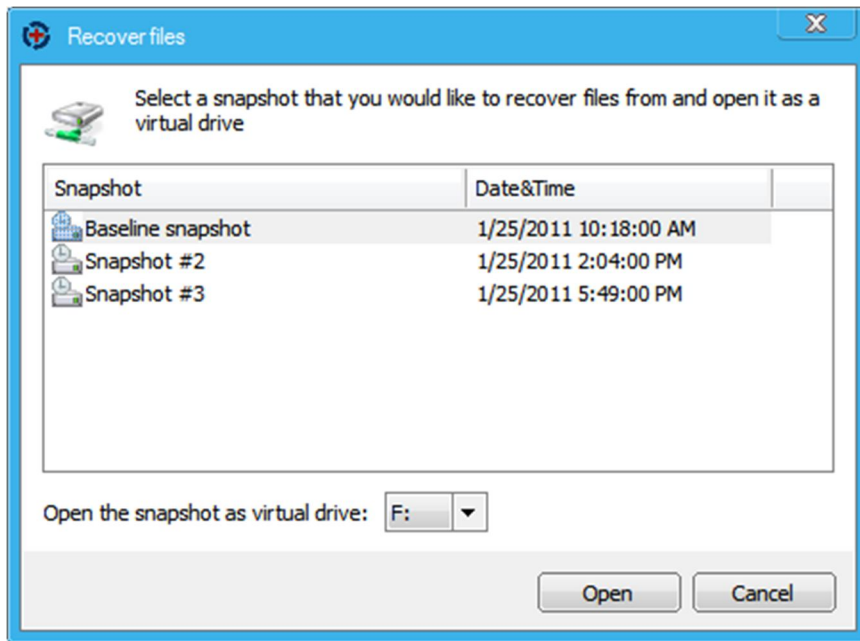 Recover files
Select a snapshot that you would like to recover files from and open it as a
virtual drive
Snapshot Date&Time
Baseline snapshot 1/25/2011 10:18:00 AM
Snapshot #2 1/25/2011 2:04:00 PM
Snapshot #3 1/25/2011 5:49:00 PM
Open the snapshot as virtual drive: F:
Open Cancel